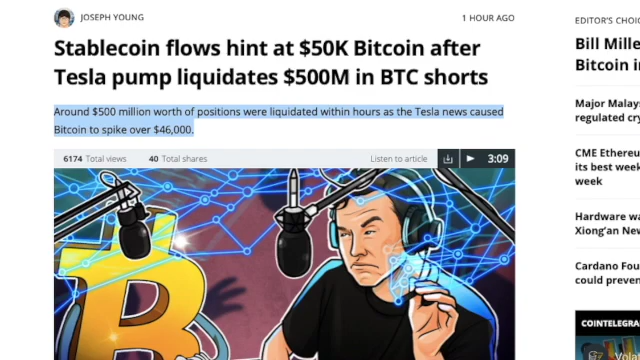 JOSEPH YOUNG
1 HOUR AGO
Stablecoin flows hint at $50K Bitcoin after
Tesla pump liquidates $500M in BTC shorts
Around $500 million worth of positions were liquidated within hours as the Tesla news caused
Bitcoin to spike over $46,000.
6174 Total views
40 Total shares
Listen to article
3:09
EDITOR'S CHOIC
Bill Mille
Bitcoin i
Major Malays
regulated cry
CME Ethereu
its best week
week
Hardware wa
Xiong'an New
Cardano Fou
could preven
COINTELEGRA